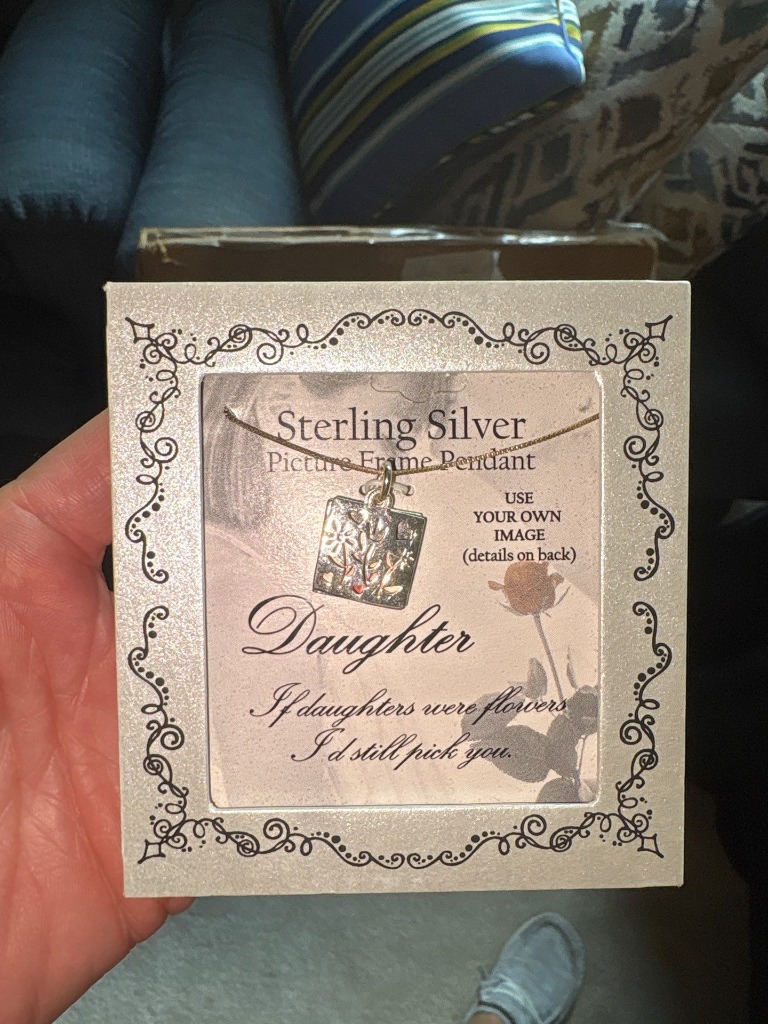 Sterling Silver
Picture Frame Pendant
USE
YOUR OWN
IMAGE
(details on back)
Daughter
If daughters were flowers
I'd still pick you.